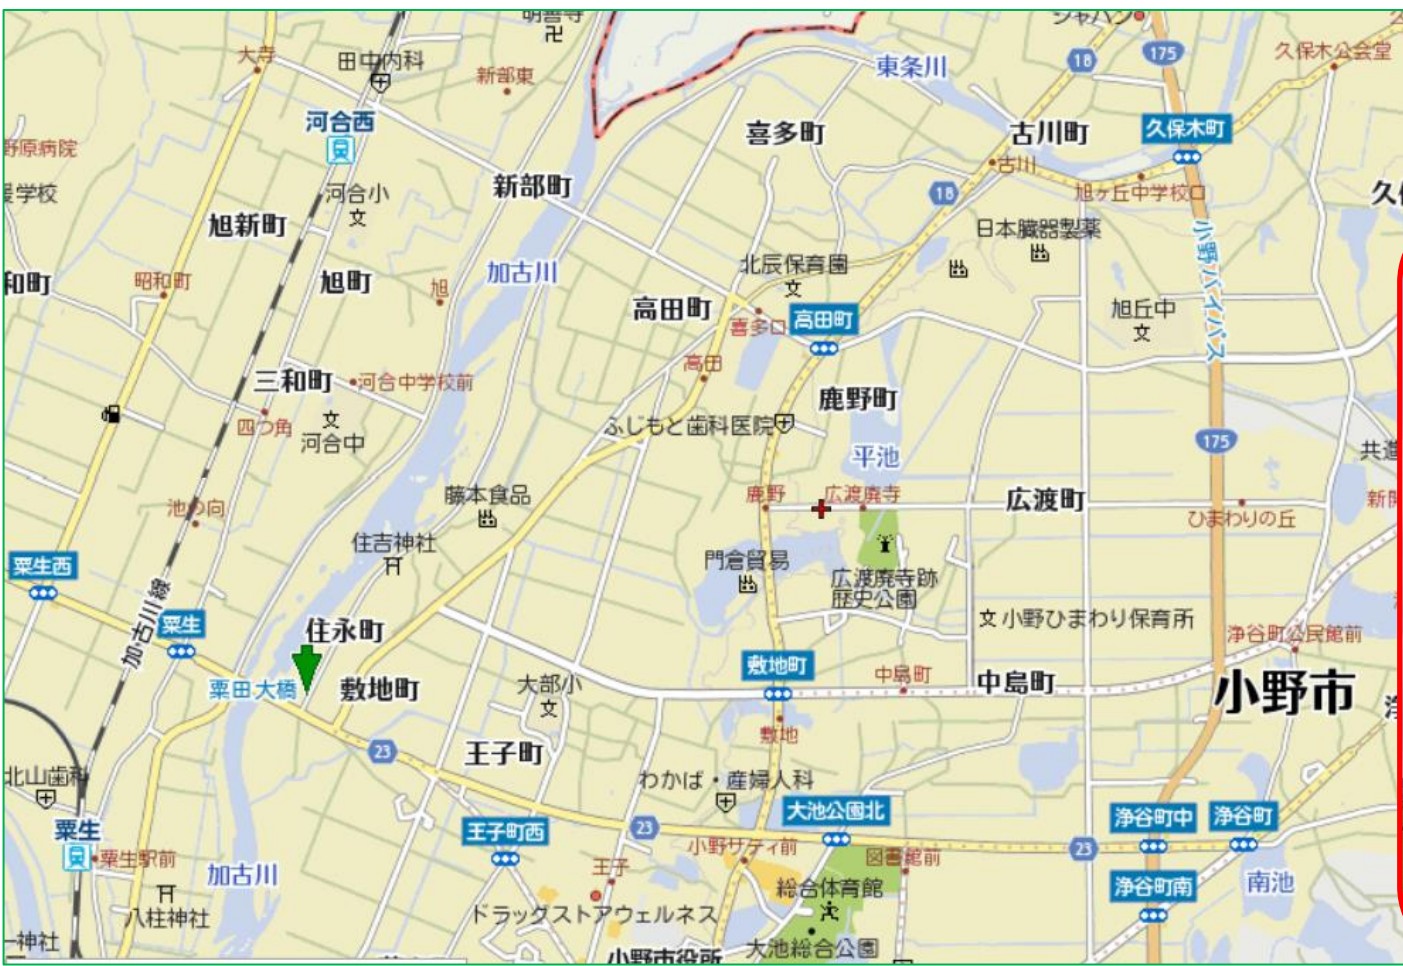 明善寺
ジャパン
大寺
田中内科
新部東
東条川
18
175
久保木公会堂
河合西
喜多町
古川町
久保木町
野原病院
古川
学校
河合小
新部町
18
旭ヶ丘中学校口
旭新町
日本臓器製薬
小野バイパス
和町
昭和町
旭町
旭
加古川
北辰保育園
高田町
喜多口
高田町
旭丘中
高田
三和町
河合中学校前
鹿野町
四つ角
河合中
ふじもと歯科医院
平池
175
共進
池の向
藤本食品
鹿野
広渡廃寺
広渡町
ひまわりの丘
新開
住吉神社
粟生西
門倉貿易
広渡廃寺跡
歴史公園
加古川線
粟生
住永町
小野ひまわり保育所
浄谷町公民館前
敷地町
粟田大橋
敷地町
大部小
中島町
中島町
小野市
浄
敷地
23
王子町
北山歯科
わかば・産婦人科
大池公園北
粟生
王子町西
23
浄谷町中
浄谷町
粟生駅前
小野サティ前
図書館前
23
加古川
王子
総合体育館
浄谷町南
南池
八柱神社
ドラッグストアウェルネス
神社
小野市役所
大池総合公園